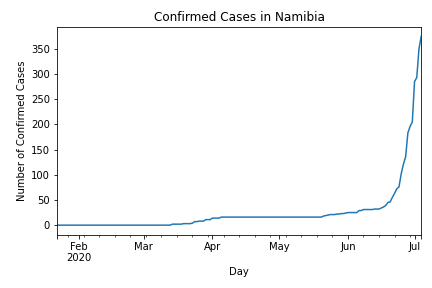 Confirmed Cases in Namibia
Number of Confirmed Cases
350
300
250
200
150
100
50
0
Feb Mar Apr May Jun Jul
2020
Day